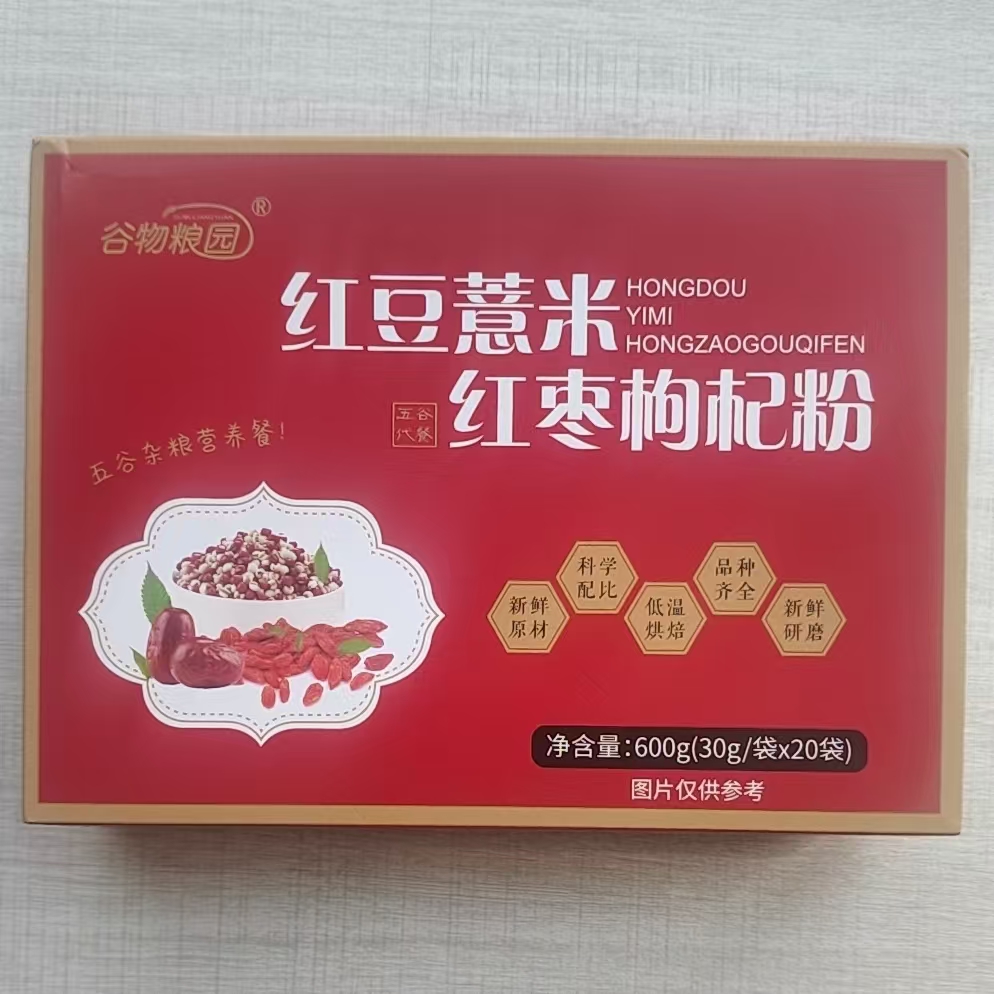 谷物粮园®
红豆薏米
HONGDOU
YIMI
HONGZAOGOUQIFEN
五谷
代餐
红枣枸杞粉
五谷杂粮营养餐!
新鲜
原材
科学
配比
低温
烘焙
品种
齐全
新鲜
研磨
净含量:600g(30g/袋x20袋)
图片仅供参考